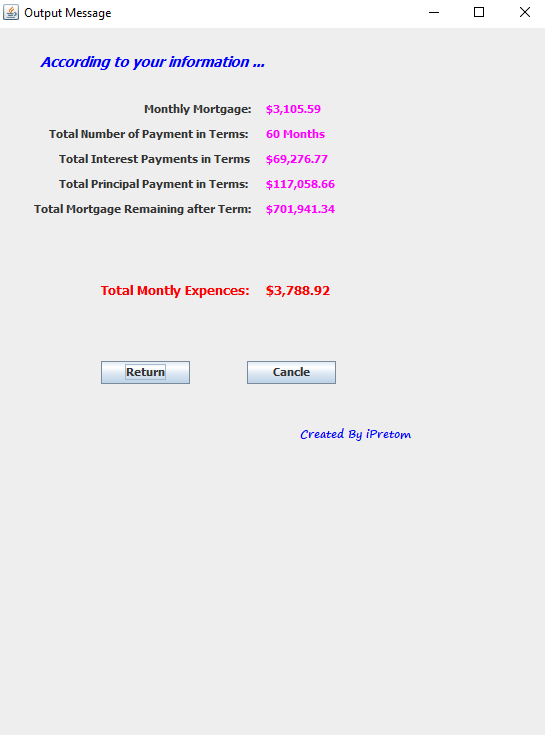 Output Message
According to your information ...
Monthly Mortgage: $3,105.59
Total Number of Payment in Terms: 60 Months
Total Interest Payments in Terms $69,276.77
Total Principal Payment in Terms: $117,058.66
Total Mortgage Remaining after Term: $701,941.34
Total Montly Expences: $3,788.92
Return Cancle
Created By iPretom